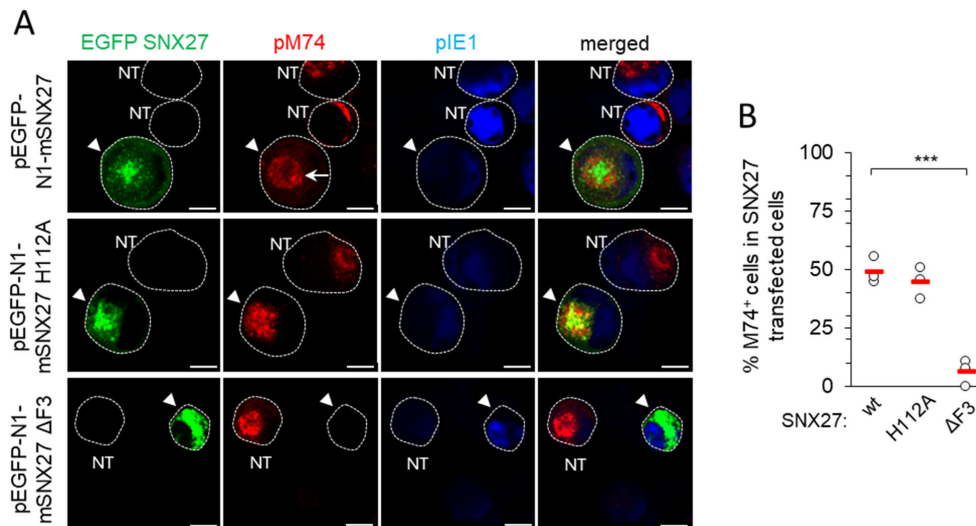 A
EGFP SNX27
pM74
pIE1
merged
pEGFP-
N1-mSNX27
NT
NT
NT
NT
NT
NT
NT
NT
pEGFP-N1-
mSNX27 H112A
NT
NT
NT
NT
pEGFP-N1-
mSNX27 ΔF3
NT
NT
NT
NT
B
% M74⁺ cells in SNX27
transfected cells
100
75
50
25
0
***
SNX27:
wt
H112A
ΔF3